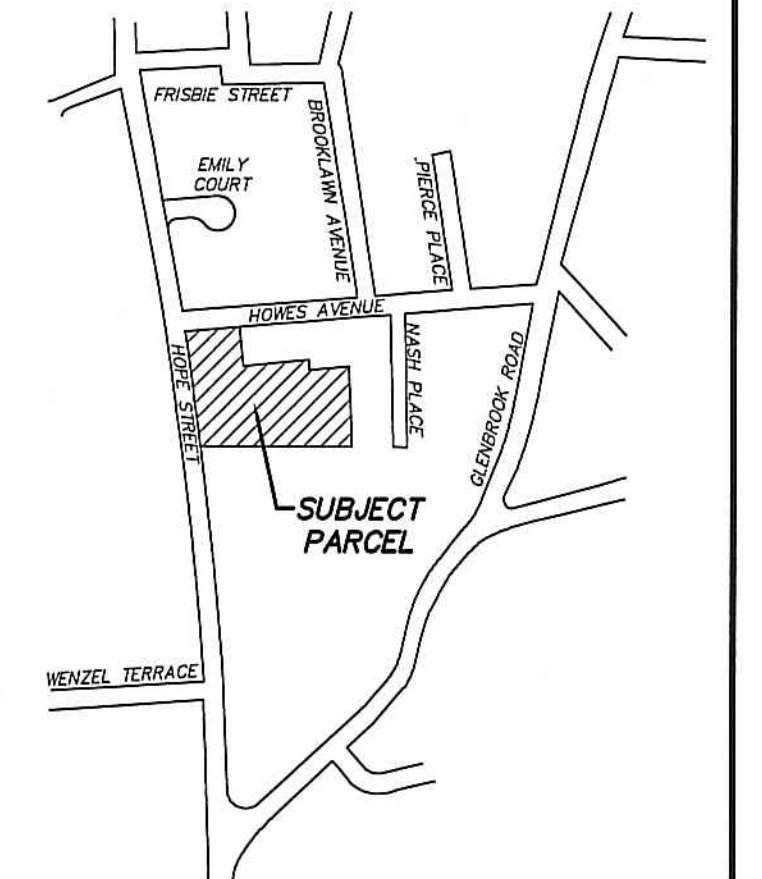 FRISBIE STREET
EMILY
COURT
BROOKLAWN AVENUE
PIERCE PLACE
HOWES AVENUE
HOPE STREET
NASH PLACE
GLENBROOK ROAD
SUBJECT
PARCEL
WENZEL TERRACE